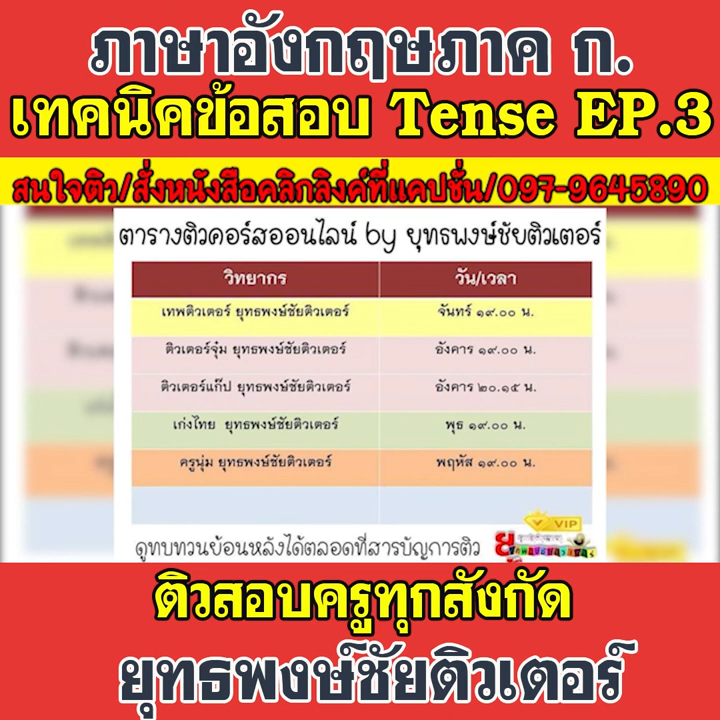 ภาษาอังกฤษภาค ก.
เทคนิคข้อสอบ Tense EP.3
สนใจติว/สั่งหนังสือคลิกลิงค์ที่แคปชั่น/097-9645890
ตารางติวคอร์สออนไลน์ by ยุทธพงษ์ชัยติวเตอร์
วิทยากร วัน/เวลา
เทพติวเตอร์ ยุทธพงษ์ชัยติวเตอร์ จันทร์ ๑๙.๐๐ น.
ติวเตอร์จุ๋ม ยุทธพงษ์ชัยติวเตอร์ อังคาร ๑๙.๐๐ น.
ติวเตอร์แก๊ป ยุทธพงษ์ชัยติวเตอร์ อังคาร ๒๐.๑๕ น.
เก่งไทย ยุทธพงษ์ชัยติวเตอร์ พุธ ๑๙.๐๐ น.
ครูนุ่ม ยุทธพงษ์ชัยติวเตอร์ พฤหัส ๑๙.๐๐ น.
VIP
ดูทบทวนย้อนหลังได้ตลอดที่สารบัญการติว
ติวสอบครูทุกสังกัด
ยุทธพงษ์ชัยติวเตอร์